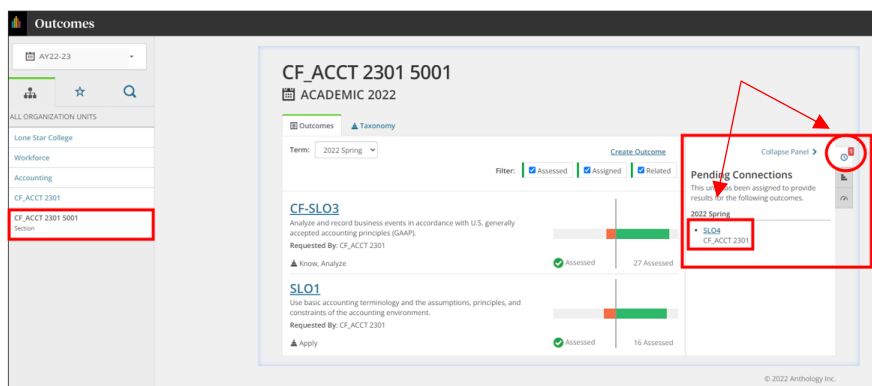 Outcomes
AY22-23
ALL ORGANIZATION UNITS
Lone Star College
Workforce
Accounting
CF_ACCT 2301
CF_ACCT 2301 5001
Section
CF_ACCT 2301 5001
ACADEMIC 2022
Outcomes
Taxonomy
Term: 2022 Spring
Create Outcome
Filter: Assessed Assigned Related
CF-SLO3
Analyze and record business events in accordance with U.S. generally
accepted accounting principles (GAAP).
Requested By: CF_ACCT 2301
Know, Analyze
Assessed
27 Assessed
SLO1
Use basic accounting terminology and the assumptions, principles, and
constraints of the accounting environment.
Requested By: CF_ACCT 2301
Apply
Assessed
16 Assessed
Collapse Panel
1
Pending Connections
This unit has been assigned to provide
results for the following outcomes.
2022 Spring
SLO4
CF_ACCT 2301
© 2022 Anthology Inc.